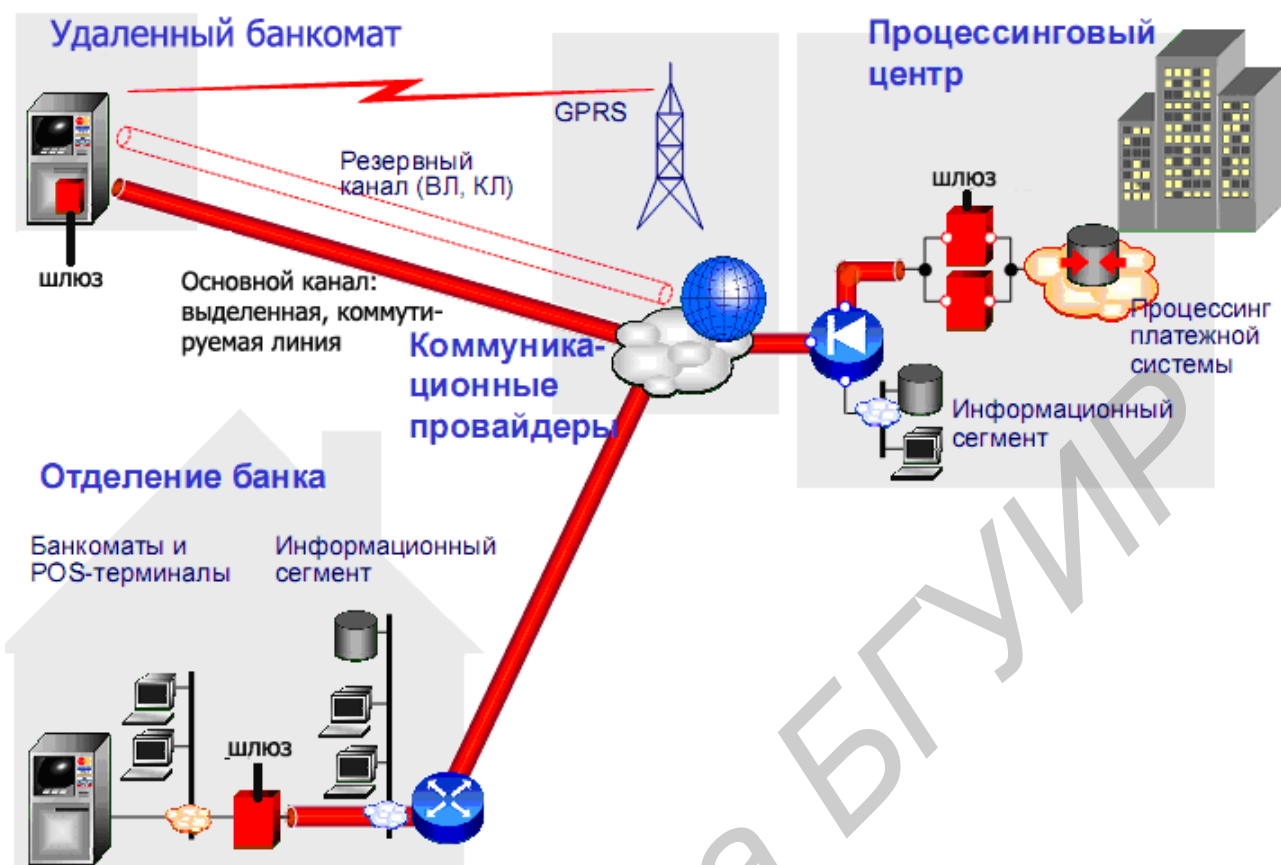 Удаленный банкомат
GPRS
Процессинговый
центр
Резервный
канал (ВЛ, КЛ)
шлюз
шлюз
Основной канал:
выделенная, коммути-
руемая линия
Коммуника-
ционные
провайдеры
Процессинг
платежной
системы
Информационный
сегмент
Отделение банка
Банкоматы и
POS-терминалы
Информационный
сегмент
шлюз
а БГУИР